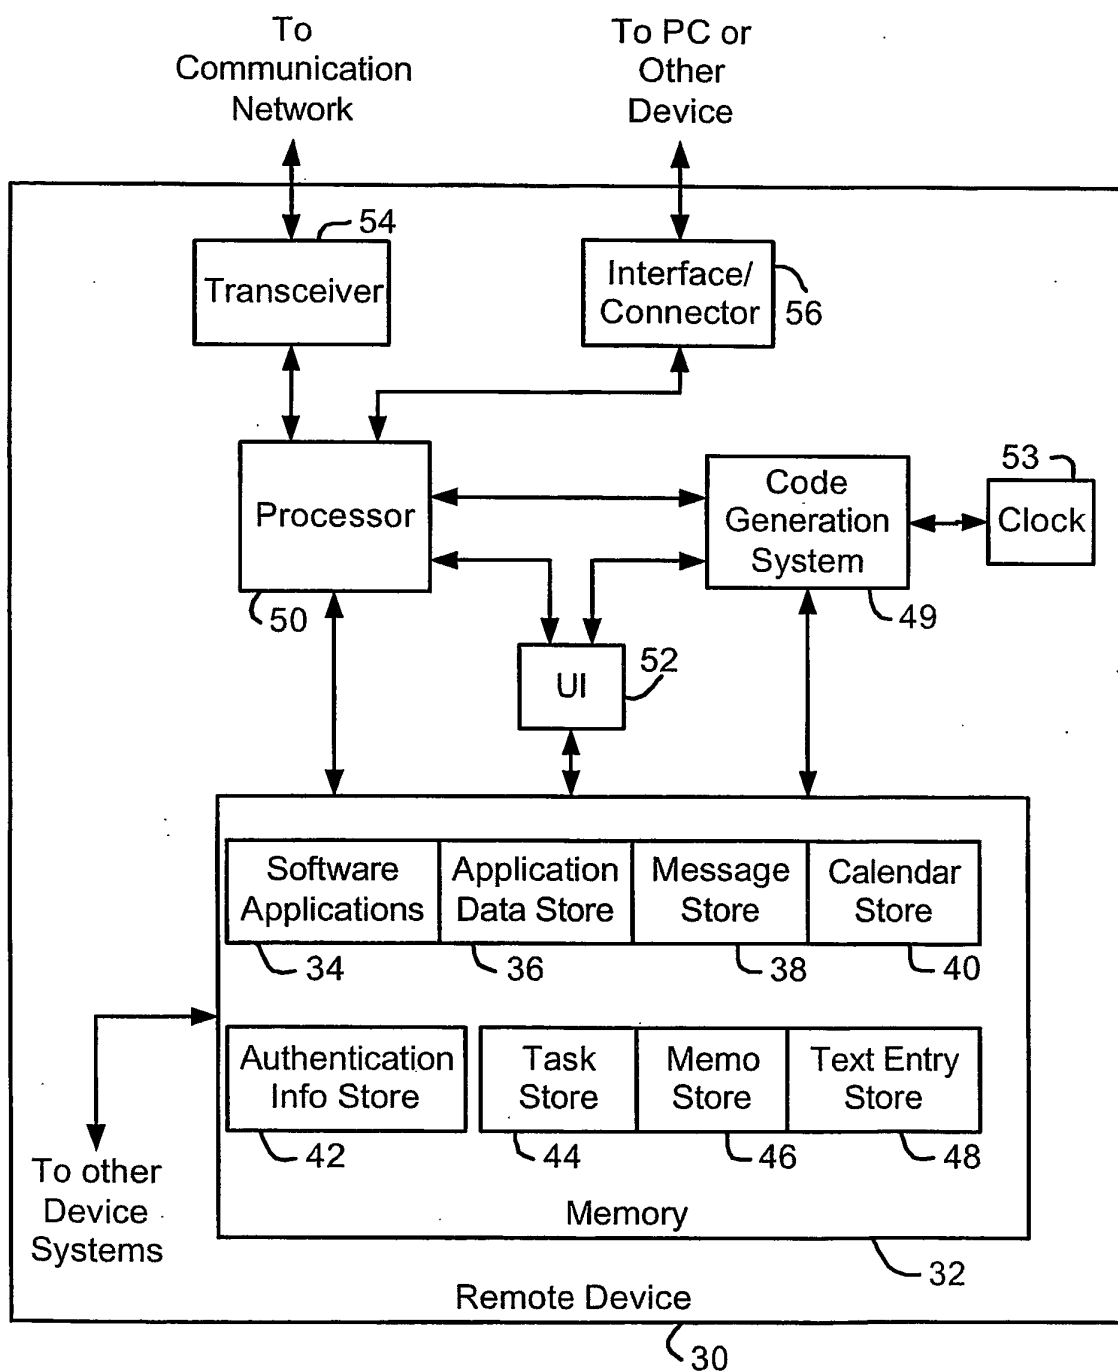 To
Communication
Network
To PC or
Other
Device
54
Transceiver
Interface/
Connector
56
Processor
50
Code
Generation
System
49
53
Clock
UI
52
Software
Applications
34
Application
Data Store
36
Message
Store
38
Calendar
Store
40
Authentication
Info Store
42
Task
Store
44
Memo
Store
46
Text Entry
Store
48
To other
Device
Systems
Memory
32
Remote Device
30